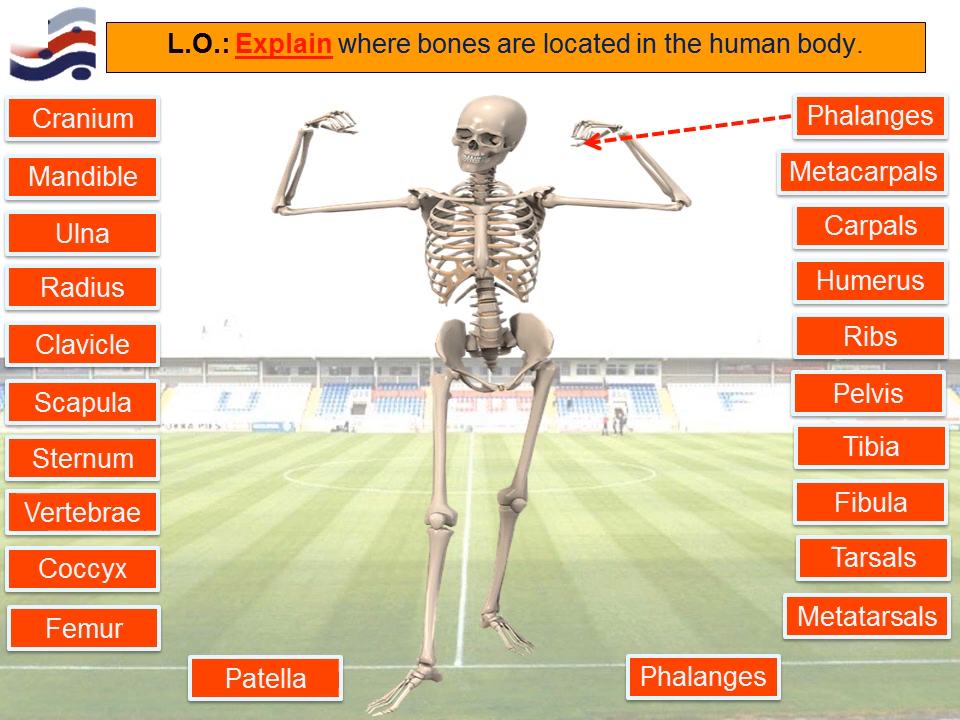 L.O.: Explain where bones are located in the human body.
Cranium
Mandible
Ulna
Radius
Clavicle
Scapula
Sternum
Vertebrae
Coccyx
Femur
Patella
Phalanges
Metacarpals
Carpals
Humerus
Ribs
Pelvis
Tibia
Fibula
Tarsals
Metatarsals
Phalanges